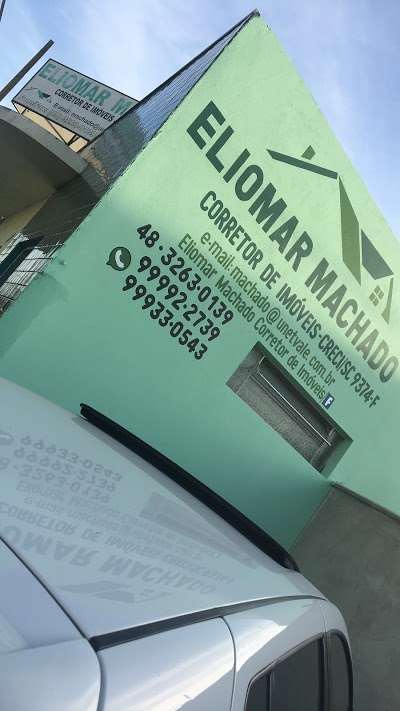 ELIOMAR M
CORRETOR DE IMÓVEIS
ELIOMAR MACHADO
CORRETOR DE IMÓVEIS-CRECI/SC 9374-F
e-mail: machado@unetvale.com.br
Eliomar Machado Corretor de Imóveis f
48-3263-0139
99992-2739
99933-0543